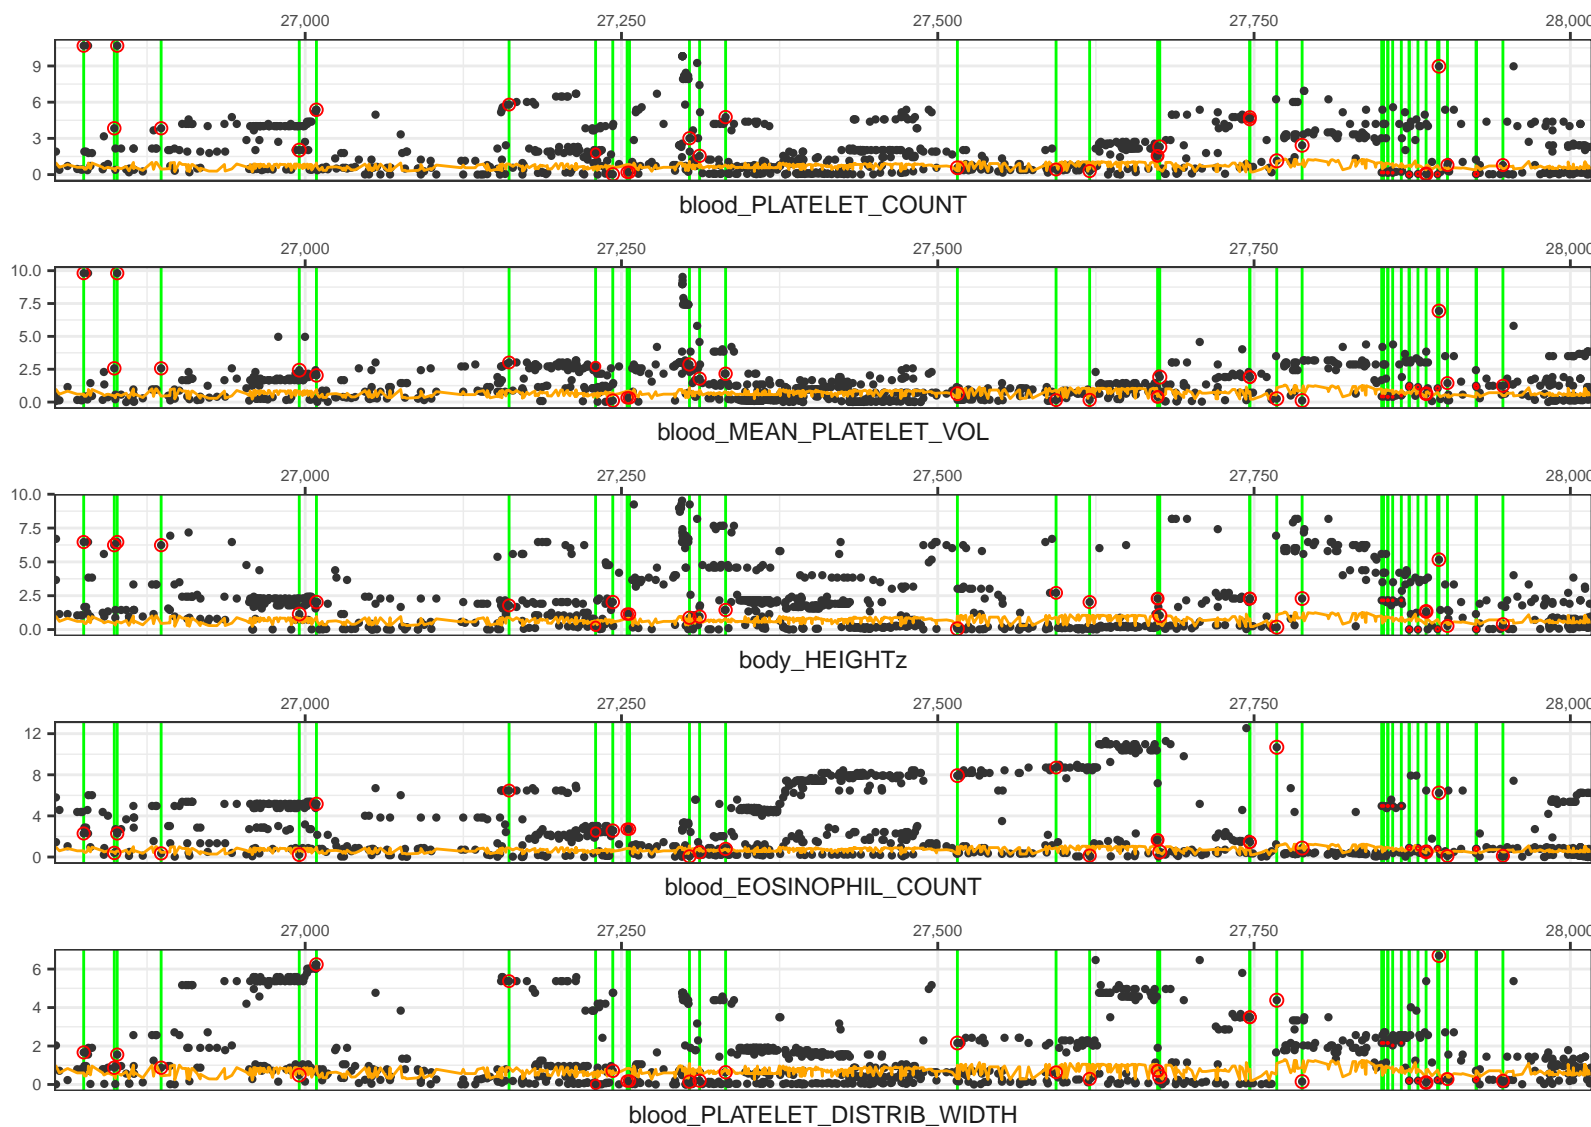 27,000 27,250 27,500 27,750 28,000
9
6
3
0
blood_PLATELET_COUNT
27,000 27,250 27,500 27,750 28,000
10.0
7.5
5.0
2.5
0.0
blood_MEAN_PLATELET_VOL
27,000 27,250 27,500 27,750 28,000
10.0
7.5
5.0
2.5
0.0
body_HEIGHTz
27,000 27,250 27,500 27,750 28,000
12
8
4
0
blood_EOSINOPHIL_COUNT
27,000 27,250 27,500 27,750 28,000
6
4
2
0
blood_PLATELET_DISTRIB_WIDTH